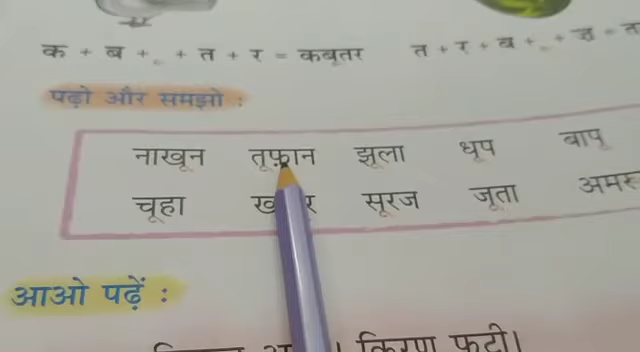 क + ब + ू + त + र = कबूतर त + र + ब + ू + ज =
पढ़ो और समझो :
नाखून तूफ़ान झूला धूप बापू
चूहा सूरज जूता
आओ पढ़ें :
। किरण फूटी।